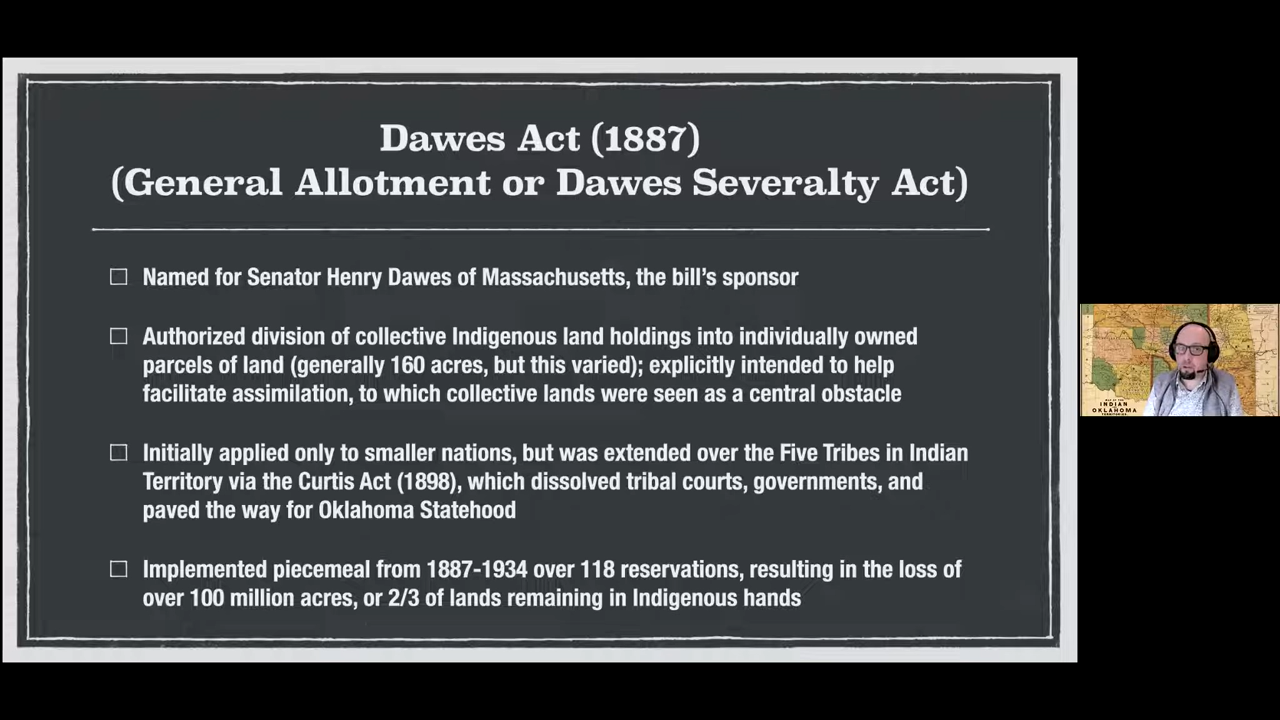 Dawes Act (1887)
(General Allotment or Dawes Severalty Act)
Named for Senator Henry Dawes of Massachusetts, the bill's sponsor
Authorized division of collective Indigenous land holdings into individually owned
parcels of land (generally 160 acres, but this varied); explicitly intended to help
facilitate assimilation, to which collective lands were seen as a central obstacle
Initially applied only to smaller nations, but was extended over the Five Tribes in Indian
Territory via the Curtis Act (1898), which dissolved tribal courts, governments, and
paved the way for Oklahoma Statehood
Implemented piecemeal from 1887-1934 over 118 reservations, resulting in the loss of
over 100 million acres, or 2/3 of lands remaining in Indigenous hands
INDIAN
OKLAHOMA